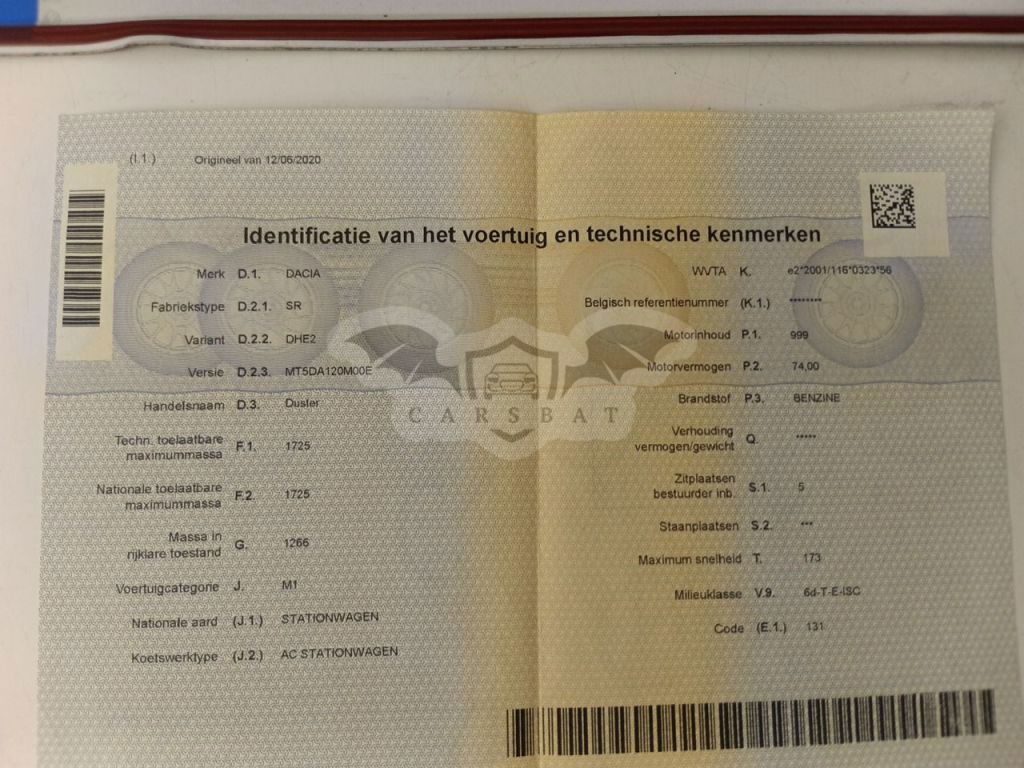 (I.1.) Origineel van 12/06/2020
Identificatie van het voertuig en technische kenmerken
Merk D.1. DACIA
Fabriekstype D.2.1. SR
Variant D.2.2. DHE2
Versie D.2.3. MT5DA120M00E
Handelsnaam D.3. Duster
Techn. toelaatbare
maximummassa F.1 1725
Nationale toelaatbare
maximummassa F.2. 1725
Massa in
rijklare toestand G. 1266
Voertuigcategorie J. M1
Nationale aard (J.1.) STATIONWAGEN
Koetswerktype (J.2.) AC STATIONWAGEN
WVTA K. e2*2001/116*0323*56
Belgisch referentienummer (K.1.) ********
Motorinhoud P.1. 999
Motorvermogen P.2. 74,00
Brandstof P.3. BENZINE
Verhouding
vermogen/gewicht Q. *****
Zitplaatsen
bestuurder inb. S.1. 5
Staanplaatsen S.2. ***
Maximum snelheid T. 173
Milieuklasse V.9. 6d-T-E-ISC
Code (E.1.) 131
CARSBAT